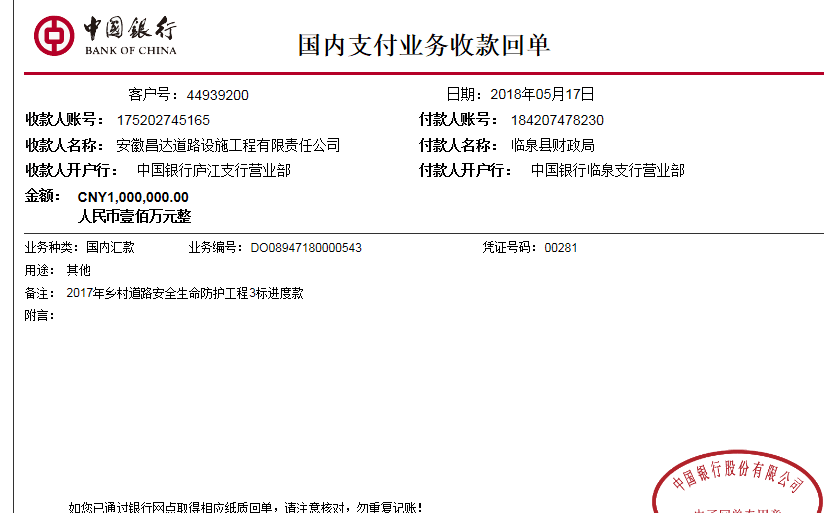 中国银行
BANK OF CHINA
国内支付业务收款回单
客户号：44939200 日期：2018年05月17日
收款人账号：175202745165 付款人账号：184207478230
收款人名称：安徽昌达道路设施工程有限责任公司 付款人名称：临泉县财政局
收款人开户行：中国银行庐江支行营业部 付款人开户行：中国银行临泉支行营业部
金额：CNY1,000,000.00
人民币壹佰万元整
业务种类：国内汇款 业务编号：DO08947180000543 凭证号码：00281
用途：其他
备注：2017年乡村道路安全生命防护工程3标进度款
附言：
中国银行股份有限公司
如您已通过银行网点取得相应纸质回单，请注意核对，勿重复记账！